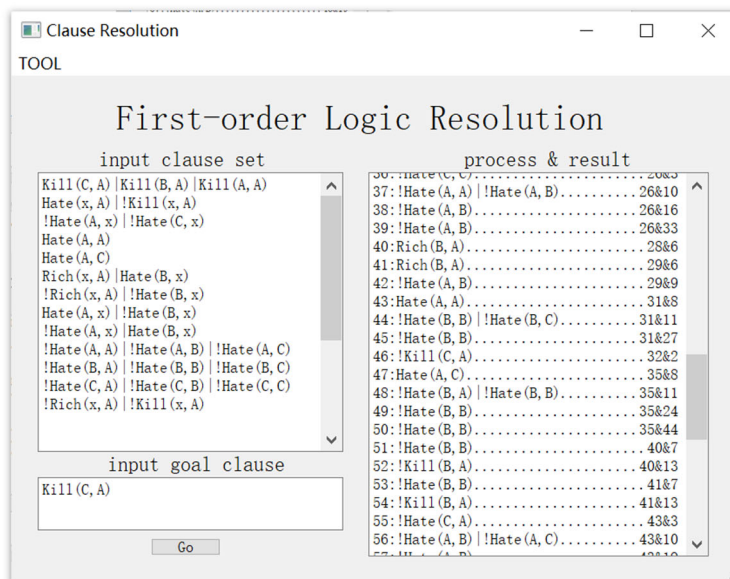 Clause Resolution
TOOL
First-order Logic Resolution
input clause set
Kill(C,A)|Kill(B,A)|Kill(A,A)
Hate(x,A)|!Kill(x,A)
!Hate(A,x)|!Hate(C,x)
Hate(A,A)
Hate(A,C)
Rich(x,A)|Hate(B,x)
!Rich(x,A)|!Hate(B,x)
Hate(A,x)|!Hate(B,x)
!Hate(A,x)|Hate(B,x)
!Hate(A,A)|!Hate(A,B)|!Hate(A,C)
!Hate(B,A)|!Hate(B,B)|!Hate(B,C)
!Hate(C,A)|!Hate(C,B)|!Hate(C,C)
!Rich(x,A)|!Kill(x,A)
input goal clause
Kill(C,A)
Go
process & result
36:!Hate(C,C)........................26&3
37:!Hate(A,A)|!Hate(A,B)..........26&10
38:!Hate(A,B).......................26&16
39:!Hate(A,B).......................26&33
40:Rich(B,A).........................28&6
41:Rich(B,A).........................29&6
42:!Hate(A,B)........................29&9
43:Hate(A,A).........................31&8
44:!Hate(B,B)|!Hate(B,C)..........31&11
45:!Hate(B,B).......................31&27
46:!Kill(C,A)........................32&2
47:Hate(A,C).........................35&8
48:!Hate(B,A)|!Hate(B,B)..........35&11
49:!Hate(B,B).......................35&24
50:!Hate(B,B).......................35&44
51:!Hate(B,B)........................40&7
52:!Kill(B,A).......................40&13
53:!Hate(B,B)........................41&7
54:!Kill(B,A).......................41&13
55:!Hate(C,A)........................43&3
56:!Hate(A,B)|!Hate(A,C)..........43&10